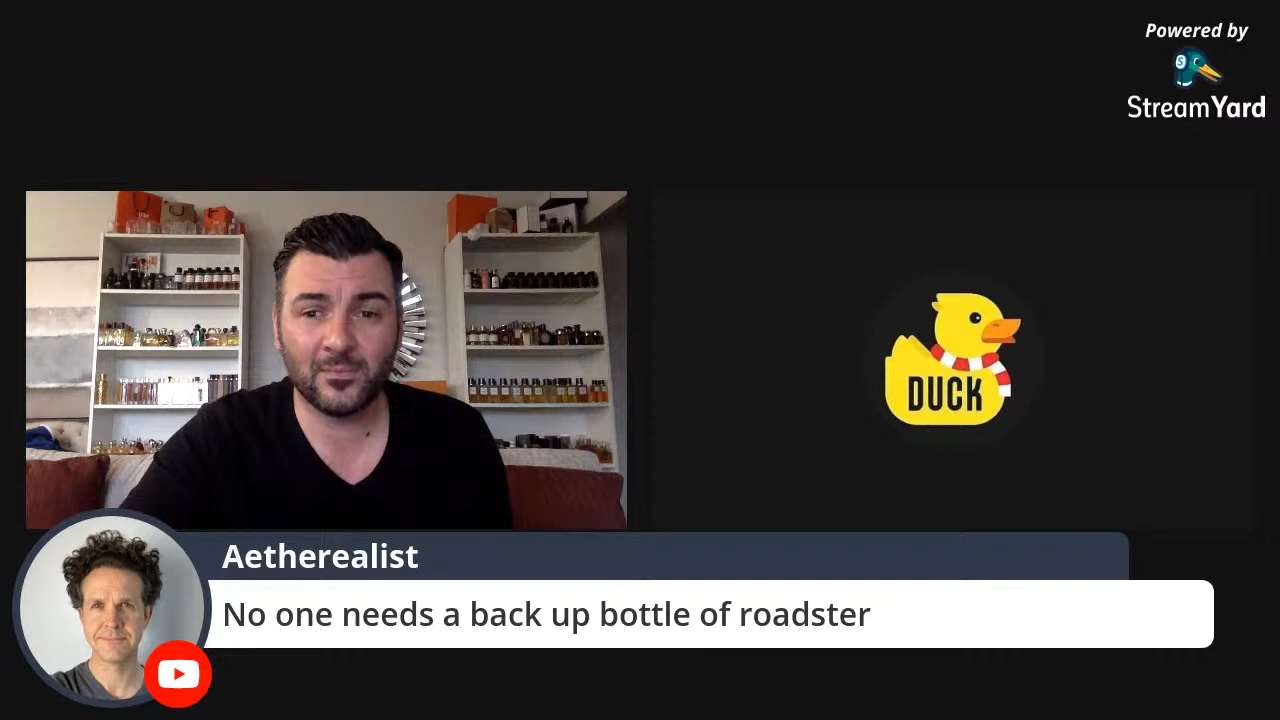 Powered by
StreamYard
DUCK
Aetherealist
No one needs a back up bottle of roadster